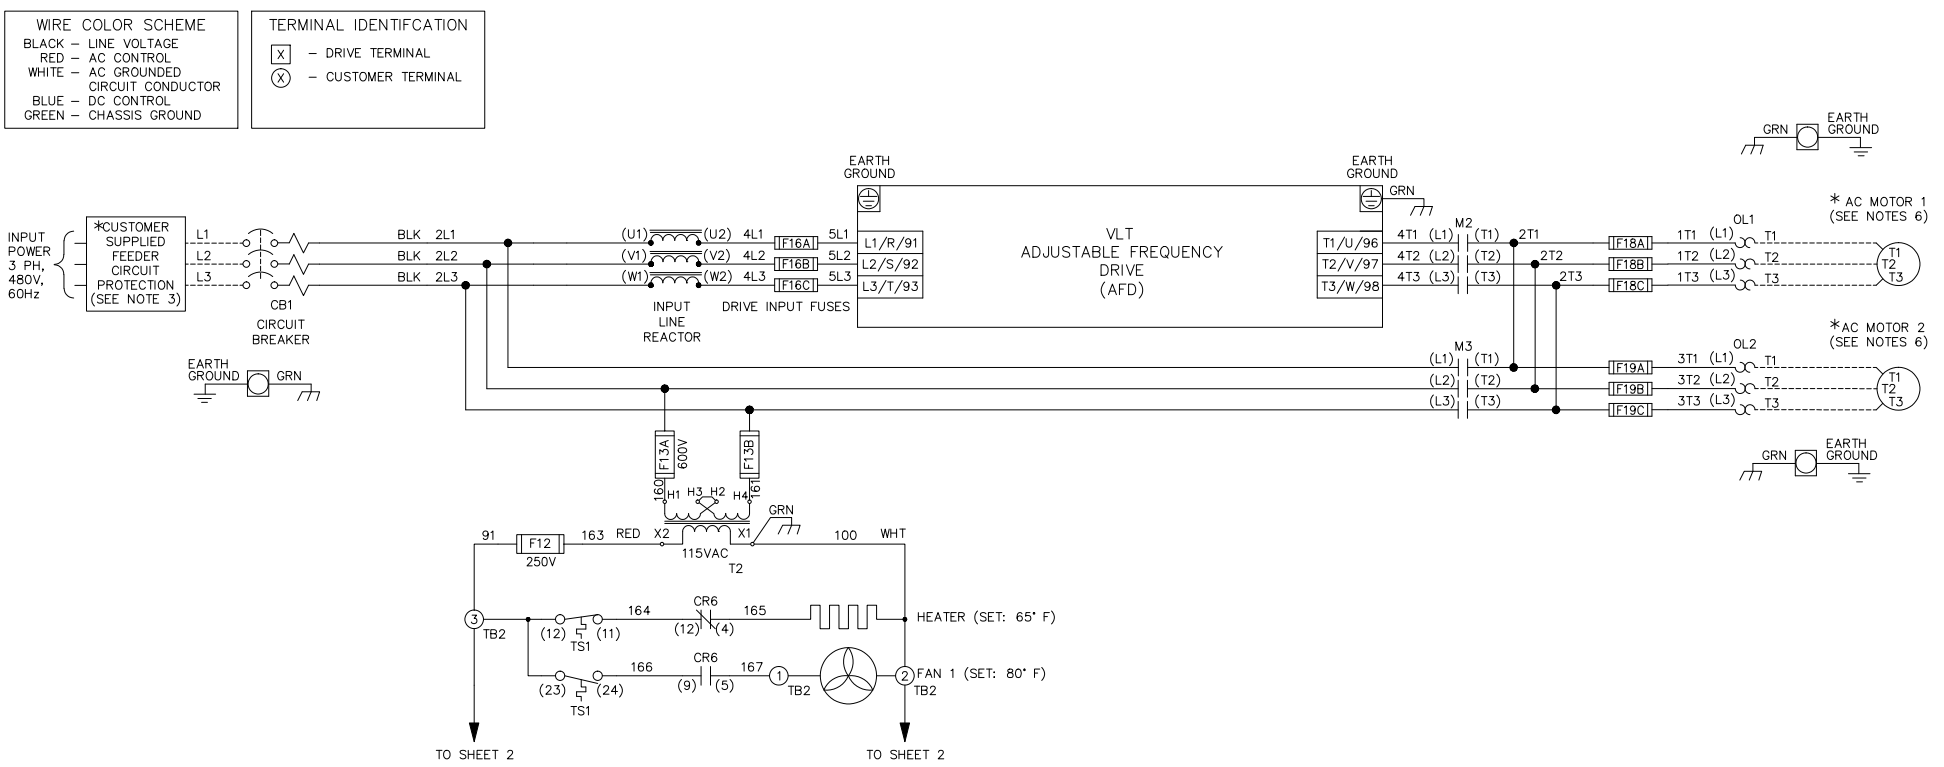 WIRE COLOR SCHEME
BLACK – LINE VOLTAGE
RED – AC CONTROL
WHITE – AC GROUNDED
CIRCUIT CONDUCTOR
BLUE – DC CONTROL
GREEN – CHASSIS GROUND
TERMINAL IDENTIFCATION
X – DRIVE TERMINAL
X – CUSTOMER TERMINAL
INPUT
POWER
3 PH,
480V,
60Hz
*CUSTOMER
SUPPLIED
FEEDER
CIRCUIT
PROTECTION
(SEE NOTE 3)
L1
L2
L3
CB1
CIRCUIT
BREAKER
BLK 2L1
BLK 2L2
BLK 2L3
(U1) (U2) 4L1 F16A 5L1
(V1) (V2) 4L2 F16B 5L2
(W1) (W2) 4L3 F16C 5L3
INPUT
LINE
REACTOR
DRIVE INPUT FUSES
EARTH
GROUND
L1/R/91
L2/S/92
L3/T/93
VLT
ADJUSTABLE FREQUENCY
DRIVE
(AFD)
EARTH
GROUND
GRN
T1/U/96
T2/V/97
T3/W/98
M2
4T1 (L1) (T1) 2T1 F18A 1T1 (L1) T1
4T2 (L2) (T2) 2T2 F18B 1T2 (L2) T2
4T3 (L3) (T3) 2T3 F18C 1T3 (L3) T3
OL1
GRN
EARTH
GROUND
* AC MOTOR 1
(SEE NOTES 6)
T1
T2
T3
M3
(L1) (T1) F19A 3T1 (L1) T1
(L2) (T2) F19B 3T2 (L2) T2
(L3) (T3) F19C 3T3 (L3) T3
OL2
*AC MOTOR 2
(SEE NOTES 6)
T1
T2
T3
GRN
EARTH
GROUND
EARTH
GROUND
GRN
F13A
600V
F13B
160
161
H1 H3 H2 H4
GRN
91 F12 163 RED X2 X1 100 WHT
250V
115VAC
T2
3
TB2
(12) (11) 164 CR6 165
TS1
(12) (4)
HEATER (SET: 65° F)
(23) (24) 166 CR6 167 1
TS1
(9) (5)
TB2
2 FAN 1 (SET: 80° F)
TB2
TO SHEET 2
TO SHEET 2